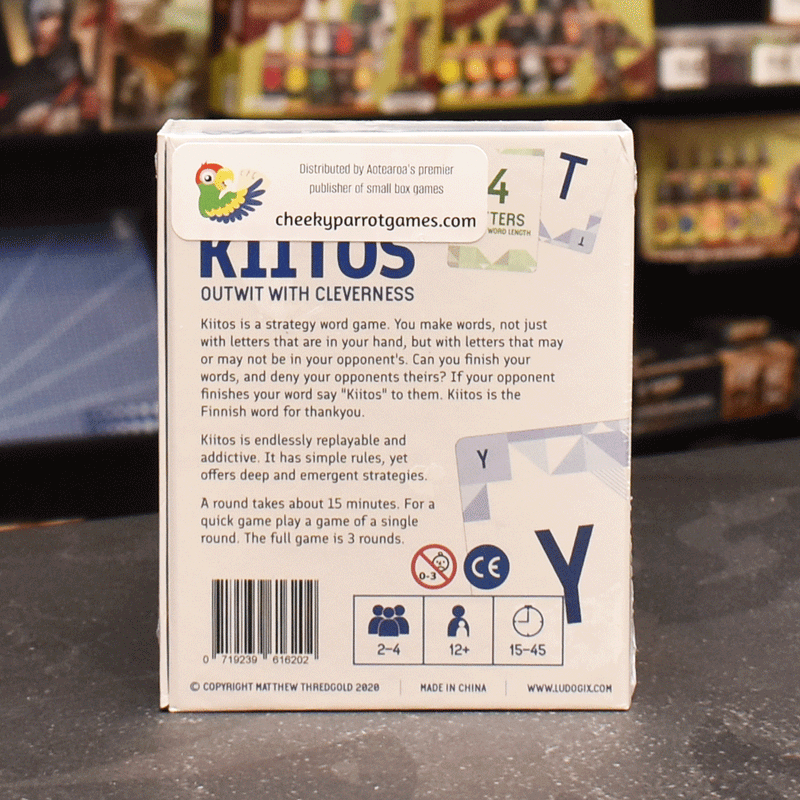 Distributed by Aotearoa's premier
publisher of small box games
cheekyparrotgames.com
4
TERS
WORD LENGTH
T
T
KIITOS
OUTWIT WITH CLEVERNESS
Kiitos is a strategy word game. You make words, not just
with letters that are in your hand, but with letters that may
or may not be in your opponent's. Can you finish your
words, and deny your opponents theirs? If your opponent
finishes your word say "Kiitos" to them. Kiitos is the
Finnish word for thankyou.
Kiitos is endlessly replayable and
addictive. It has simple rules, yet
offers deep and emergent strategies.
A round takes about 15 minutes. For a
quick game play a game of a single
round. The full game is 3 rounds.
Y
Y
0-3
CE
2-4
12+
15-45
0 719239 616202
© COPYRIGHT MATTHEW THREDGOLD 2020
MADE IN CHINA
WWW.LUDOGIX.COM